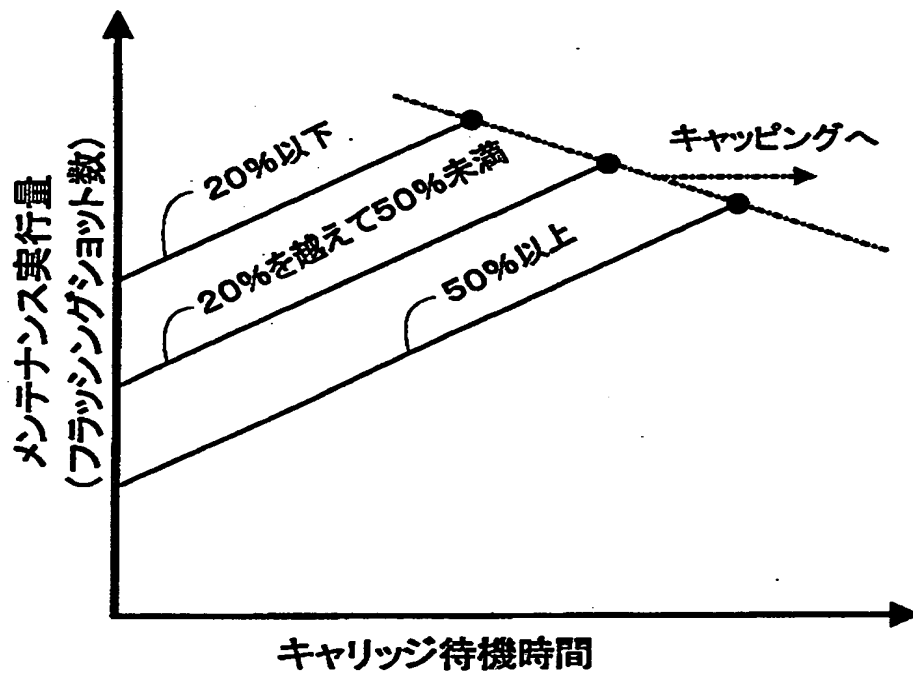 メンテナンス実行量
(フラッシングショット数)
20%以下
20%を越えて50%未満
50%以上
キャッピングへ
キャリッジ待機時間